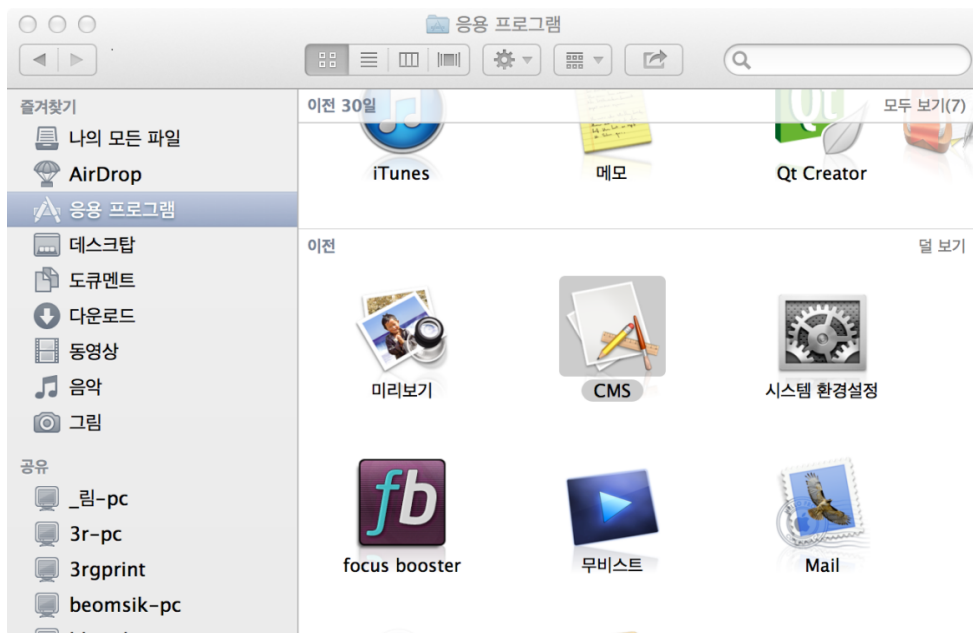 응용 프로그램
즐겨찾기
나의 모든 파일
AirDrop
응용 프로그램
데스크탑
도큐멘트
다운로드
동영상
음악
그림
공유
_림-pc
3r-pc
3rgprint
beomsik-pc
이전 30일
모두 보기(7)
iTunes
메모
Qt Creator
이전
덜 보기
미리보기
CMS
시스템 환경설정
fb
focus booster
무비스트
Mail